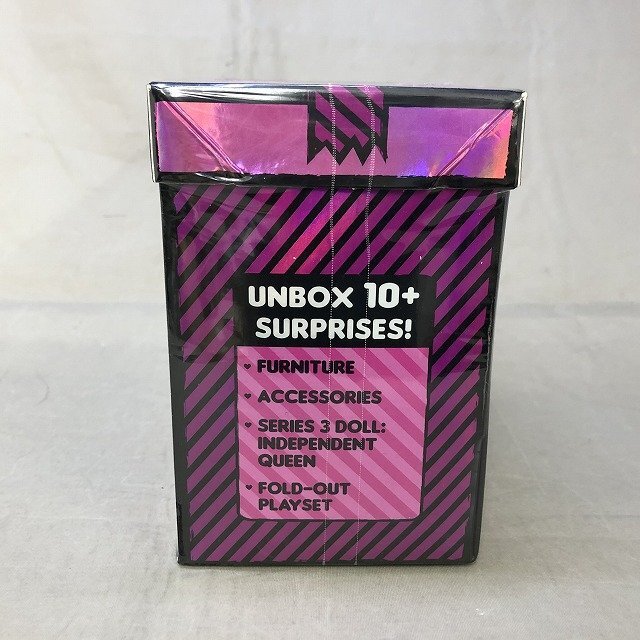 UNBOX 10+
SURPRISES!
FURNITURE
ACCESSORIES
SERIES 3 DOLL:
INDEPENDENT
QUEEN
FOLD-OUT
PLAYSET